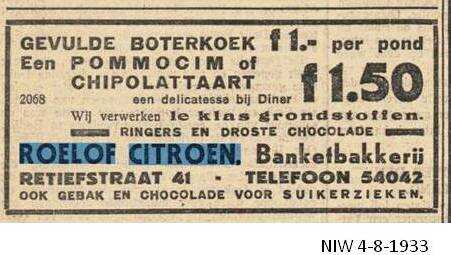 GEVULDE BOTERKOEK f 1.- per pond
Een POMMOCIM of
CHIPOLATTAART f 1.50
2068 een delicatesse bij Diner
Wij verwerken 1e klas grondstoffen.
RINGERS EN DROSTE CHOCOLADE
ROELOF CITROEN. Banketbakkerij
RETIEFSTRAAT 41 - TELEFOON 54042
OOK GEBAK EN CHOCOLADE VOOR SUIKERZIEKEN.
NIW 4-8-1933